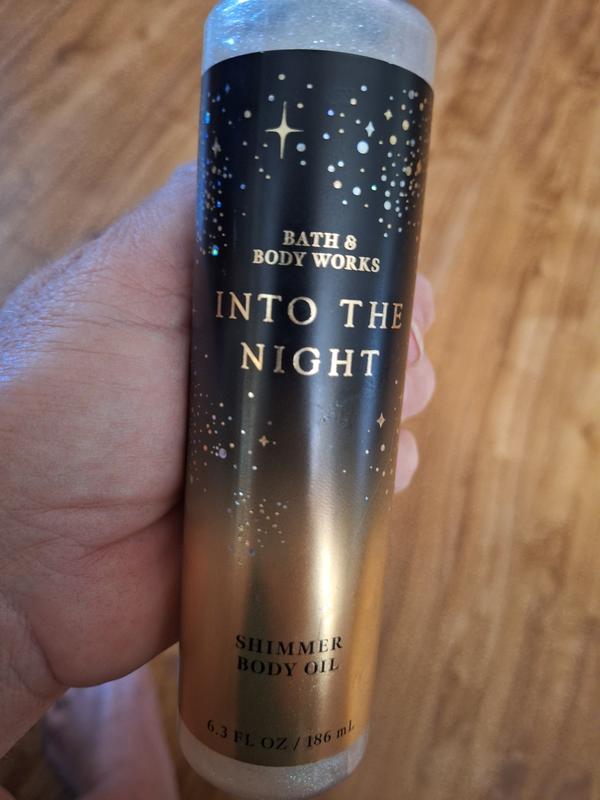 BATH &
BODY WORKS
INTO THE
NIGHT
SHIMMER
BODY OIL
6.3 FL OZ / 186 mL